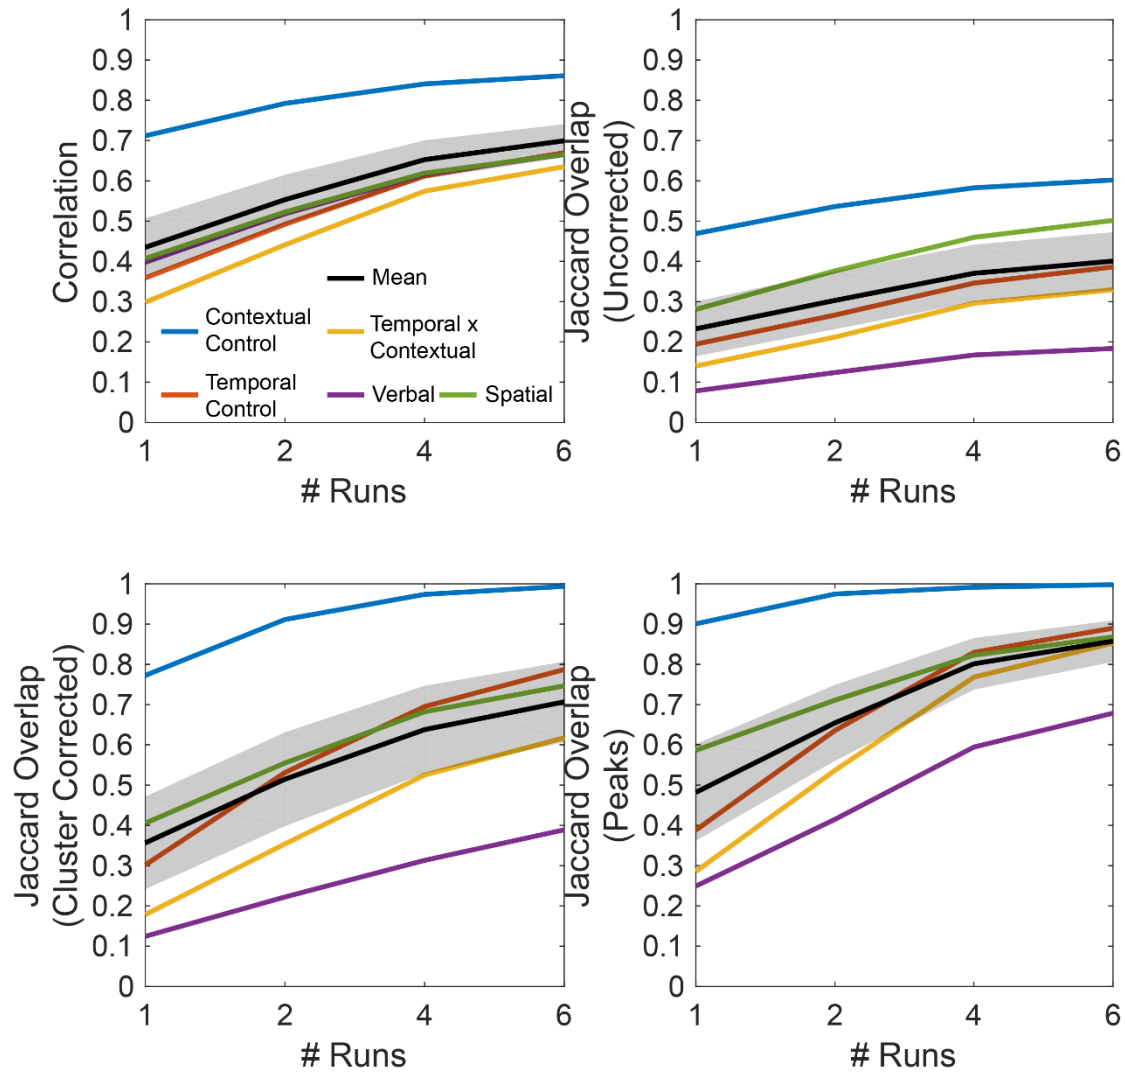 1
0.9
0.8
0.7
0.6
0.5
0.4
0.3
0.2
0.1
0
Correlation
Mean
Contextual
Control
Temporal x
Contextual
Temporal
Control
Verbal
Spatial
1 2 4 6
# Runs
1
0.9
0.8
0.7
0.6
0.5
0.4
0.3
0.2
0.1
0
Jaccard Overlap
(Uncorrected)
1 2 4 6
# Runs
1
0.9
0.8
0.7
0.6
0.5
0.4
0.3
0.2
0.1
0
Jaccard Overlap
(Cluster Corrected)
1 2 4 6
# Runs
1
0.9
0.8
0.7
0.6
0.5
0.4
0.3
0.2
0.1
0
Jaccard Overlap
(Peaks)
1 2 4 6
# Runs